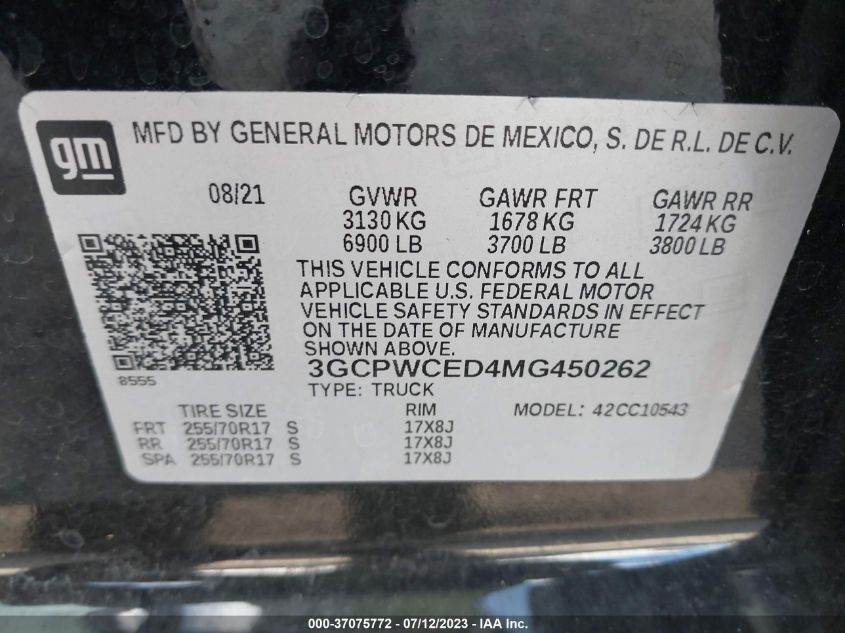 gm
MFD BY GENERAL MOTORS DE MEXICO, S. DE R.L. DE C.V.
08/21 GVWR GAWR FRT GAWR RR
3130 KG 1678 KG 1724 KG
6900 LB 3700 LB 3800 LB
THIS VEHICLE CONFORMS TO ALL
APPLICABLE U.S. FEDERAL MOTOR
VEHICLE SAFETY STANDARDS IN EFFECT
ON THE DATE OF MANUFACTURE
SHOWN ABOVE.
3GCPWCED4MG450262
8555
TYPE: TRUCK
TIRE SIZE RIM MODEL: 42CC10543
FRT 255/70R17 S 17X8J
RR 255/70R17 S 17X8J
SPA 255/70R17 S 17X8J
000-37075772 - 07/12/2023 - © IAA Inc.